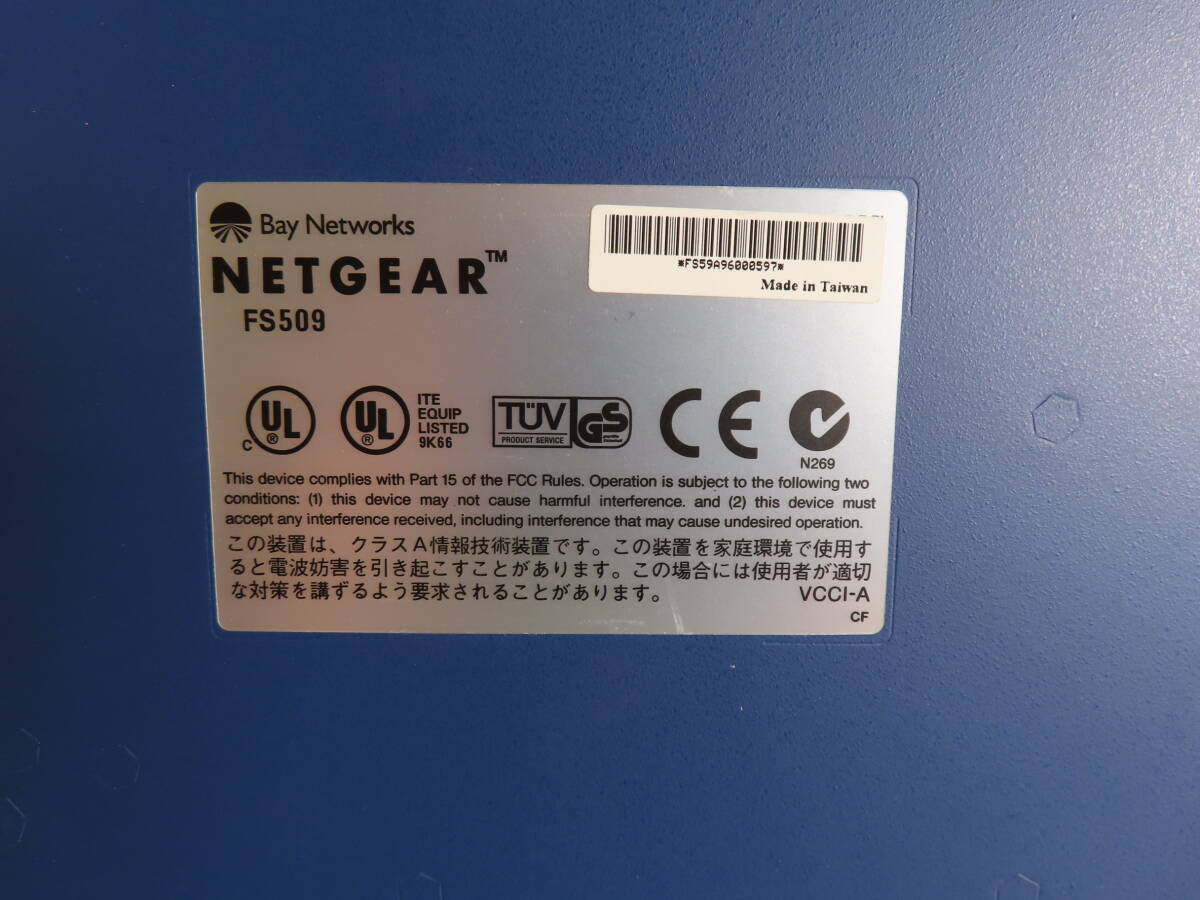 Bay Networks
NETGEAR™
FS509
*FS59A96000597*
Made in Taiwan
C UL ®
UL ®
ITE
EQUIP
LISTED
9K66
TÜV
PRODUCT SERVICE
GS
CE
N269
This device complies with Part 15 of the FCC Rules. Operation is subject to the following two
conditions: (1) this device may not cause harmful interference. and (2) this device must
accept any interference received, including interference that may cause undesired operation.
この装置は、クラスA情報技術装置です。この装置を家庭環境で使用す
ると電波妨害を引き起こすことがあります。この場合には使用者が適切
な対策を講ずるよう要求されることがあります。 VCCI-A
CF